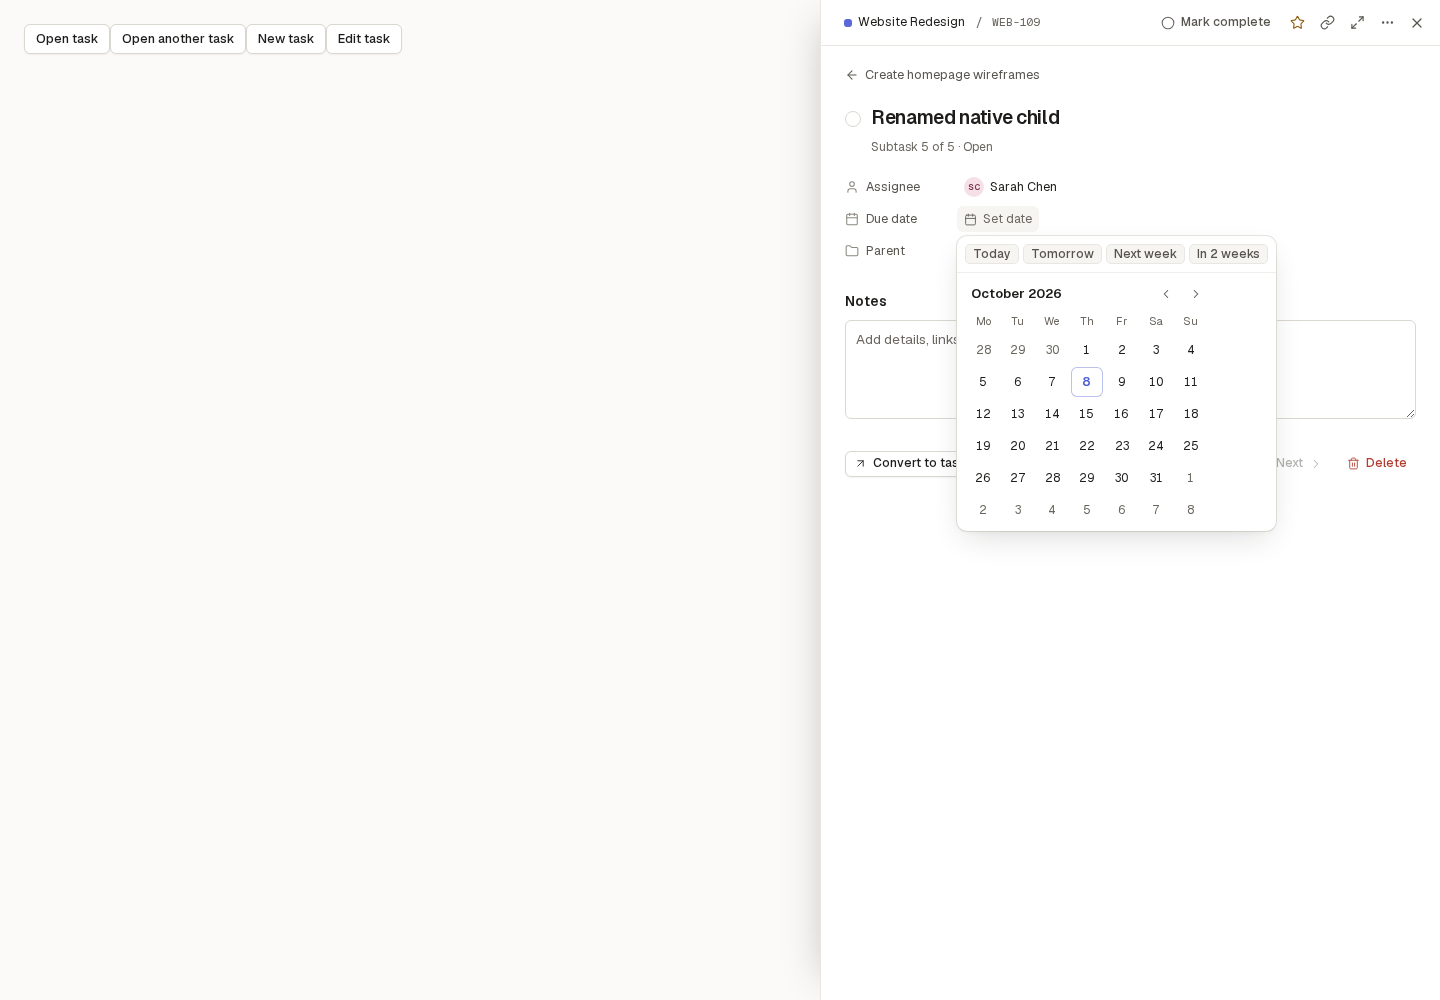 Open task Open another task New task Edit task
Website Redesign / WEB-109 Mark complete
Create homepage wireframes
Renamed native child
Subtask 5 of 5 · Open
Assignee SC Sarah Chen
Due date Set date
Parent
Today Tomorrow Next week In 2 weeks
October 2026
Mo Tu We Th Fr Sa Su
28 29 30 1 2 3 4
5 6 7 8 9 10 11
12 13 14 15 16 17 18
19 20 21 22 23 24 25
26 27 28 29 30 31 1
2 3 4 5 6 7 8
Notes
Add details, links
Convert to tas Next Delete